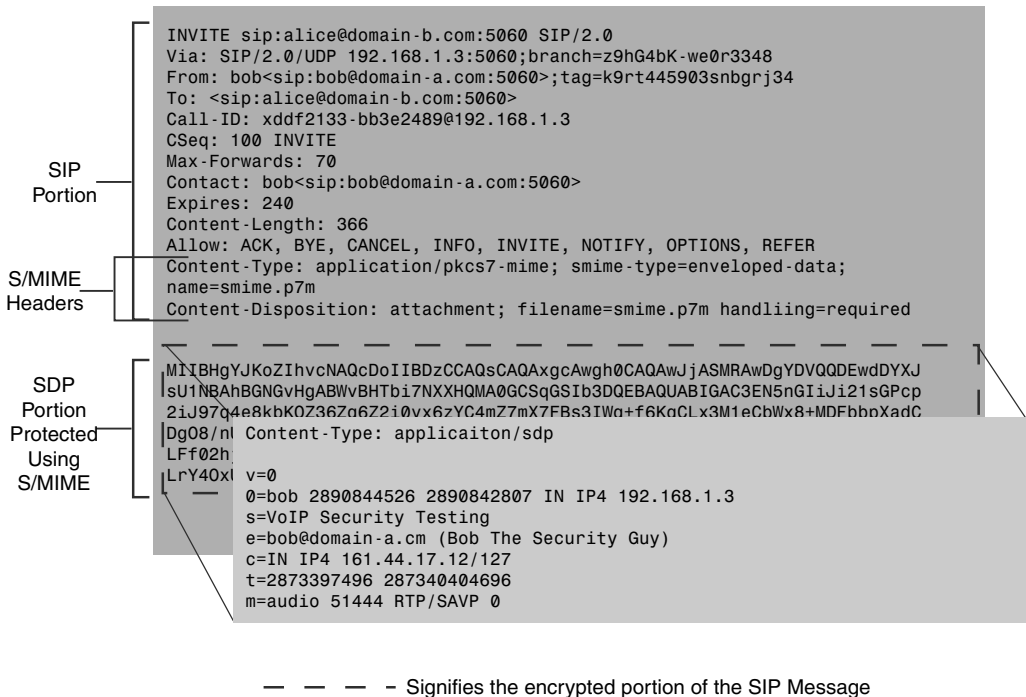 INVITE sip:alice@domain-b.com:5060 SIP/2.0
Via: SIP/2.0/UDP 192.168.1.3:5060;branch=z9hG4bK-we0r3348
From: bob<sip:bob@domain-a.com:5060>;tag=k9rt445903snbgrj34
To: <sip:alice@domain-b.com:5060>
Call-ID: xddf2133-bb3e2489@192.168.1.3
CSeq: 100 INVITE
Max-Forwards: 70
SIP
Portion
Contact: bob<sip:bob@domain-a.com:5060>
Expires: 240
Content-Length: 366
Allow: ACK, BYE, CANCEL, INFO, INVITE, NOTIFY, OPTIONS, REFER
S/MIME
Headers
Content-Type: application/pkcs7-mime; smime-type=enveloped-data;
name=smime.p7m
Content-Disposition: attachment; filename=smime.p7m handliing=required
SDP
Portion
Protected
Using
S/MIME
MIIBHgYJKoZIhvcNAQcDoIIBDzCCAQsCAQAxgcAwgh0CAQAwJjASMRAwDgYDVQQDEwdDYXJ
sU1NBAhBGNGvHgABWvBHTbi7NXXHQMA0GCSqGSIb3DQEBAQUABIGAC3EN5nGIiJi21sGPcp
2iJ97q4e8kbKOZ36Zq6Z2i0vx6zYC4mZ7mX7FBs3IWg+f6KgCLx3M1eCbWx8+MDFbbpXadC
DgO8/nU
LFf02h
LrY4OxU
Content-Type: applicaiton/sdp
v=0
0=bob 2890844526 2890842807 IN IP4 192.168.1.3
s=VoIP Security Testing
e=bob@domain-a.cm (Bob The Security Guy)
c=IN IP4 161.44.17.12/127
t=2873397496 287340404696
m=audio 51444 RTP/SAVP 0
Signifies the encrypted portion of the SIP Message